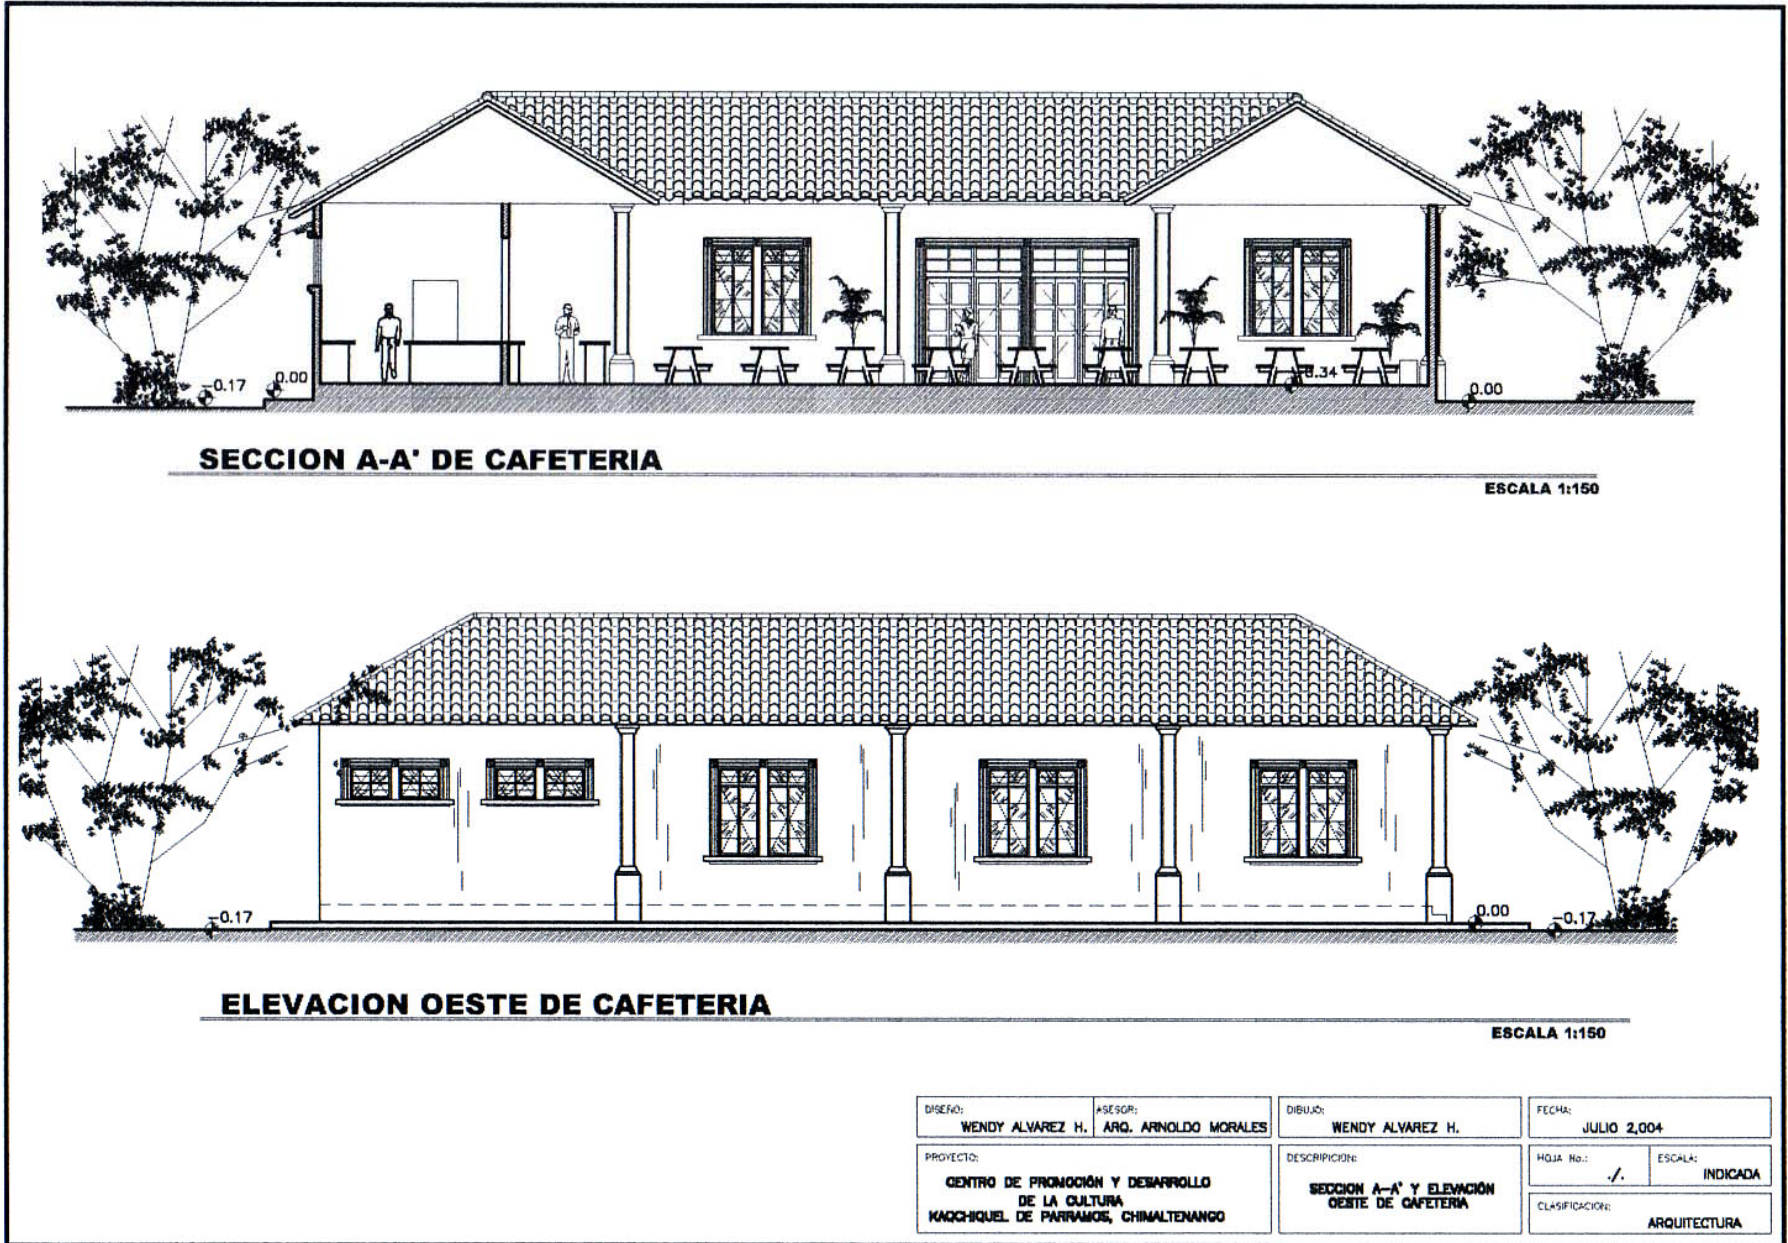 -0.17
0.00
0.34
0.00
SECCION A-A' DE CAFETERIA
ESCALA 1:150
-0.17
0.00
-0.17
ELEVACION OESTE DE CAFETERIA
ESCALA 1:150
DISEÑO:
WENDY ALVAREZ H.
ASESOR:
ARQ. ARNOLDO MORALES
DIBUJO:
WENDY ALVAREZ H.
FECHA:
JULIO 2,004
PROYECTO:
CENTRO DE PROMOCIÓN Y DESARROLLO
DE LA CULTURA
KAQCHIQUEL DE PARRAMOS, CHIMALTENANGO
DESCRIPICION:
SECCION A-A' Y ELEVACIÓN
OESTE DE CAFETERIA
HOJA No.:
./.
ESCALA:
INDICADA
CLASIFICACION:
ARQUITECTURA